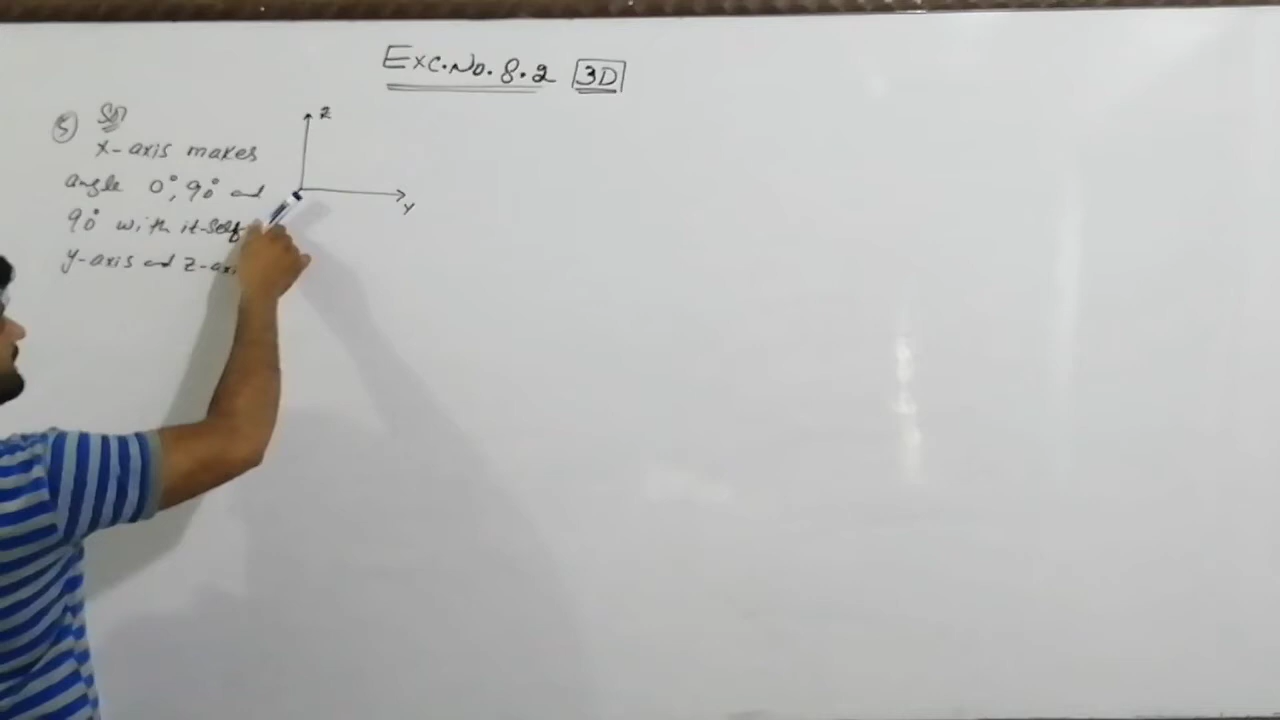 Exc.No.8.2 3D
5 Sol
x-axis makes
angle 0°, 90° and
90° with it-self
y-axis and z-axi
z
y